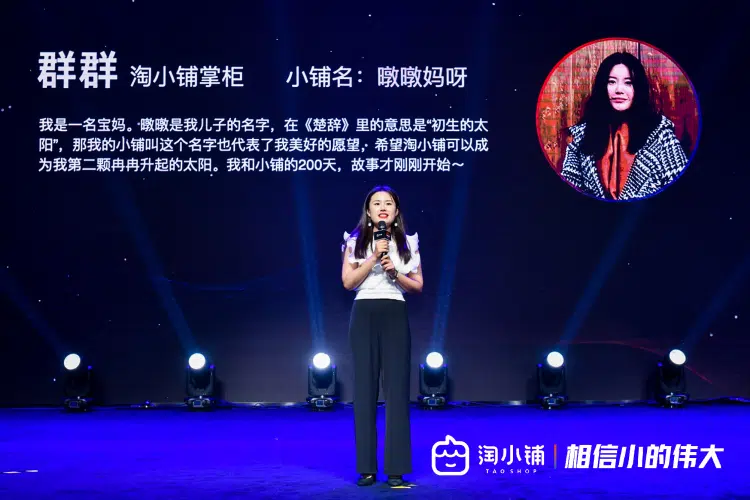 群群 淘小铺掌柜 小铺名：暾暾妈呀
我是一名宝妈。暾暾是我儿子的名字，在《楚辞》里的意思是“初生的太
阳”，那我的小铺叫这个名字也代表了我美好的愿望，希望淘小铺可以成
为我第二颗冉冉升起的太阳。我和小铺的200天，故事才刚刚开始～
淘小铺 | 相信小的伟大
TAO SHOP